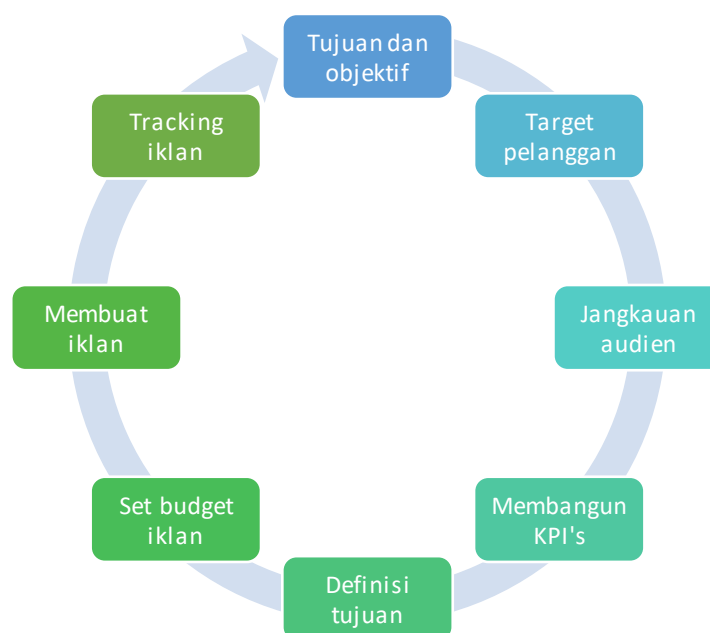 Tujuan dan
objektif
Target
pelanggan
Jangkauan
audien
Membangun
KPI's
Definisi
tujuan
Set budget
iklan
Membuat
iklan
Tracking
iklan